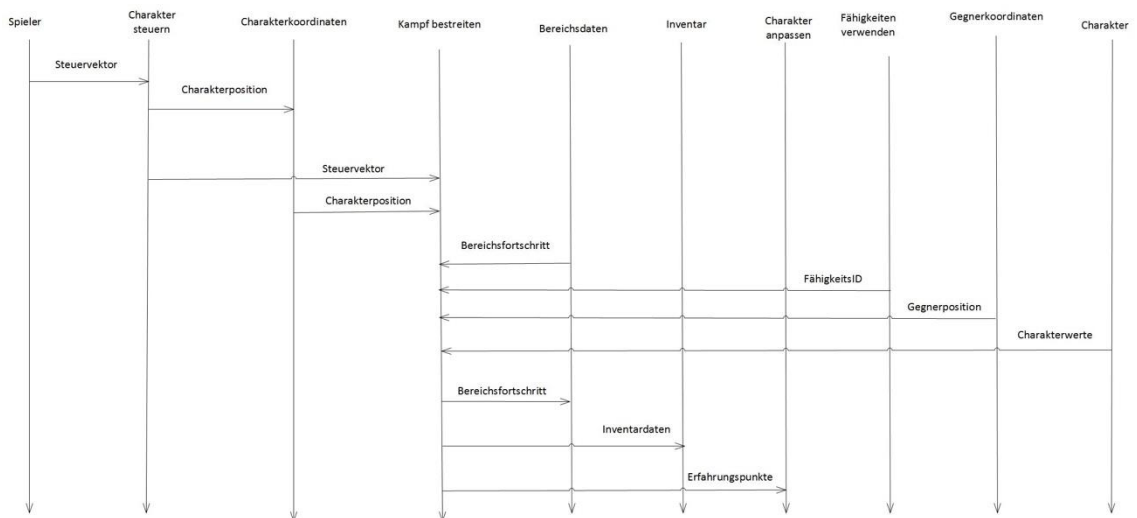 Spieler
Charakter
steuern
Charakterkoordinaten
Kampf bestreiten
Bereichsdaten
Inventar
Charakter
anpassen
Fähigkeiten
verwenden
Gegnerkoordinaten
Charakter
Steuervektor
Charakterposition
Steuervektor
Charakterposition
Bereichsfortschritt
FähigkeitsID
Gegnerposition
Charakterwerte
Bereichsfortschritt
Inventardaten
Erfahrungspunkte